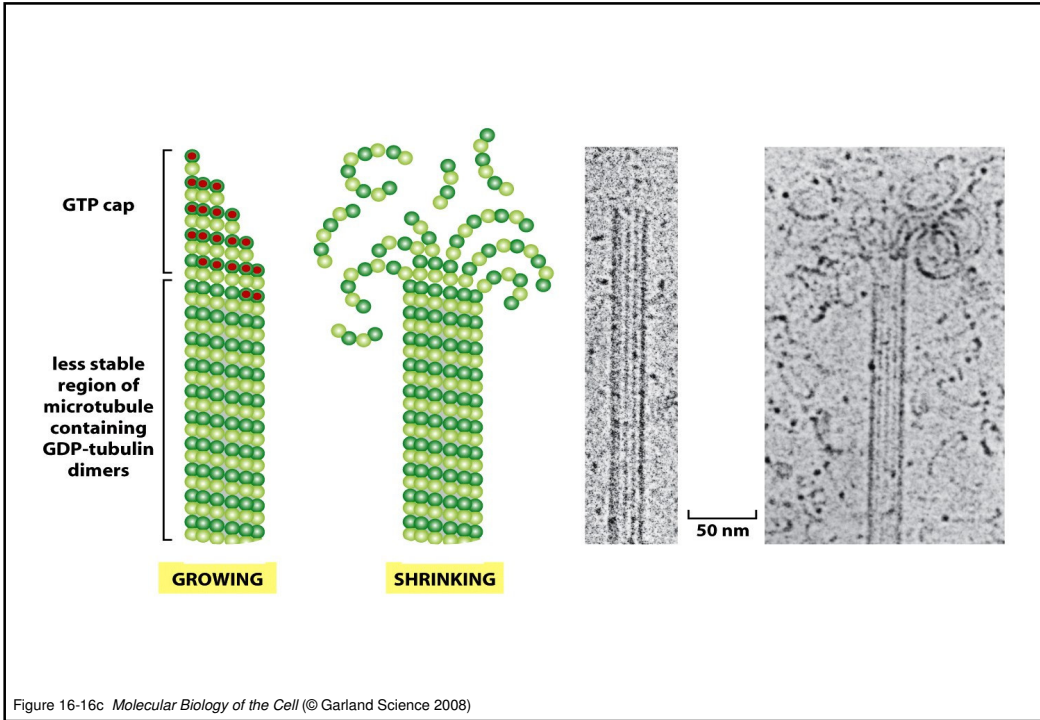 GTP cap
less stable
region of
microtubule
containing
GDP-tubulin
dimers
50 nm
GROWING
SHRINKING
Figure 16-16c Molecular Biology of the Cell (© Garland Science 2008)